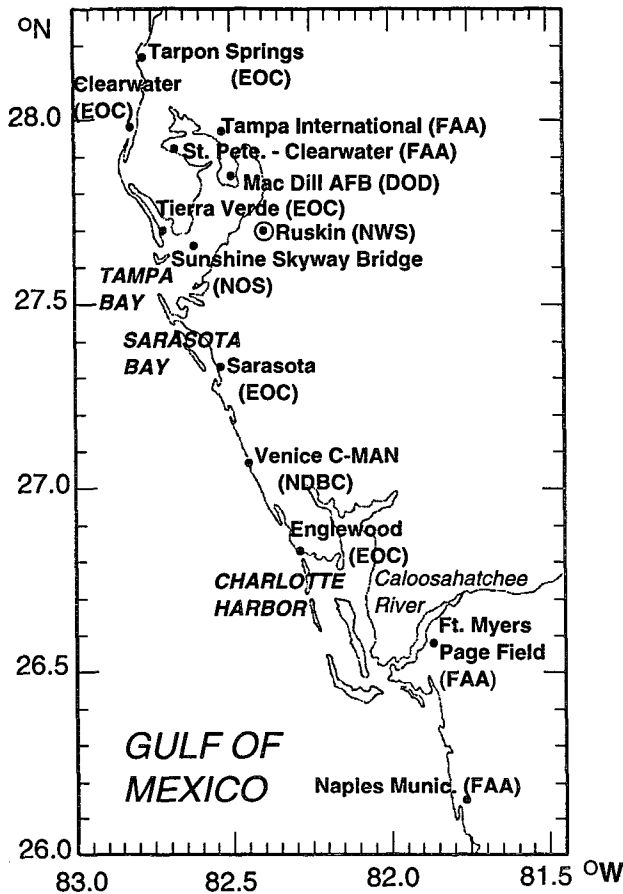 °N
Tarpon Springs
(EOC)
Clearwater
(EOC)
28.0
Tampa International (FAA)
St. Pete. - Clearwater (FAA)
Mac Dill AFB (DOD)
Tierra Verde (EOC)
Ruskin (NWS)
Sunshine Skyway Bridge
(NOS)
TAMPA
BAY
27.5
SARASOTA
BAY
Sarasota
(EOC)
Venice C-MAN
(NDBC)
27.0
Englewood
(EOC)
CHARLOTTE
HARBOR
Caloosahatchee
River
Ft. Myers
Page Field
(FAA)
26.5
GULF OF
MEXICO
Naples Munic. (FAA)
26.0
83.0 82.5 82.0 81.5 °W